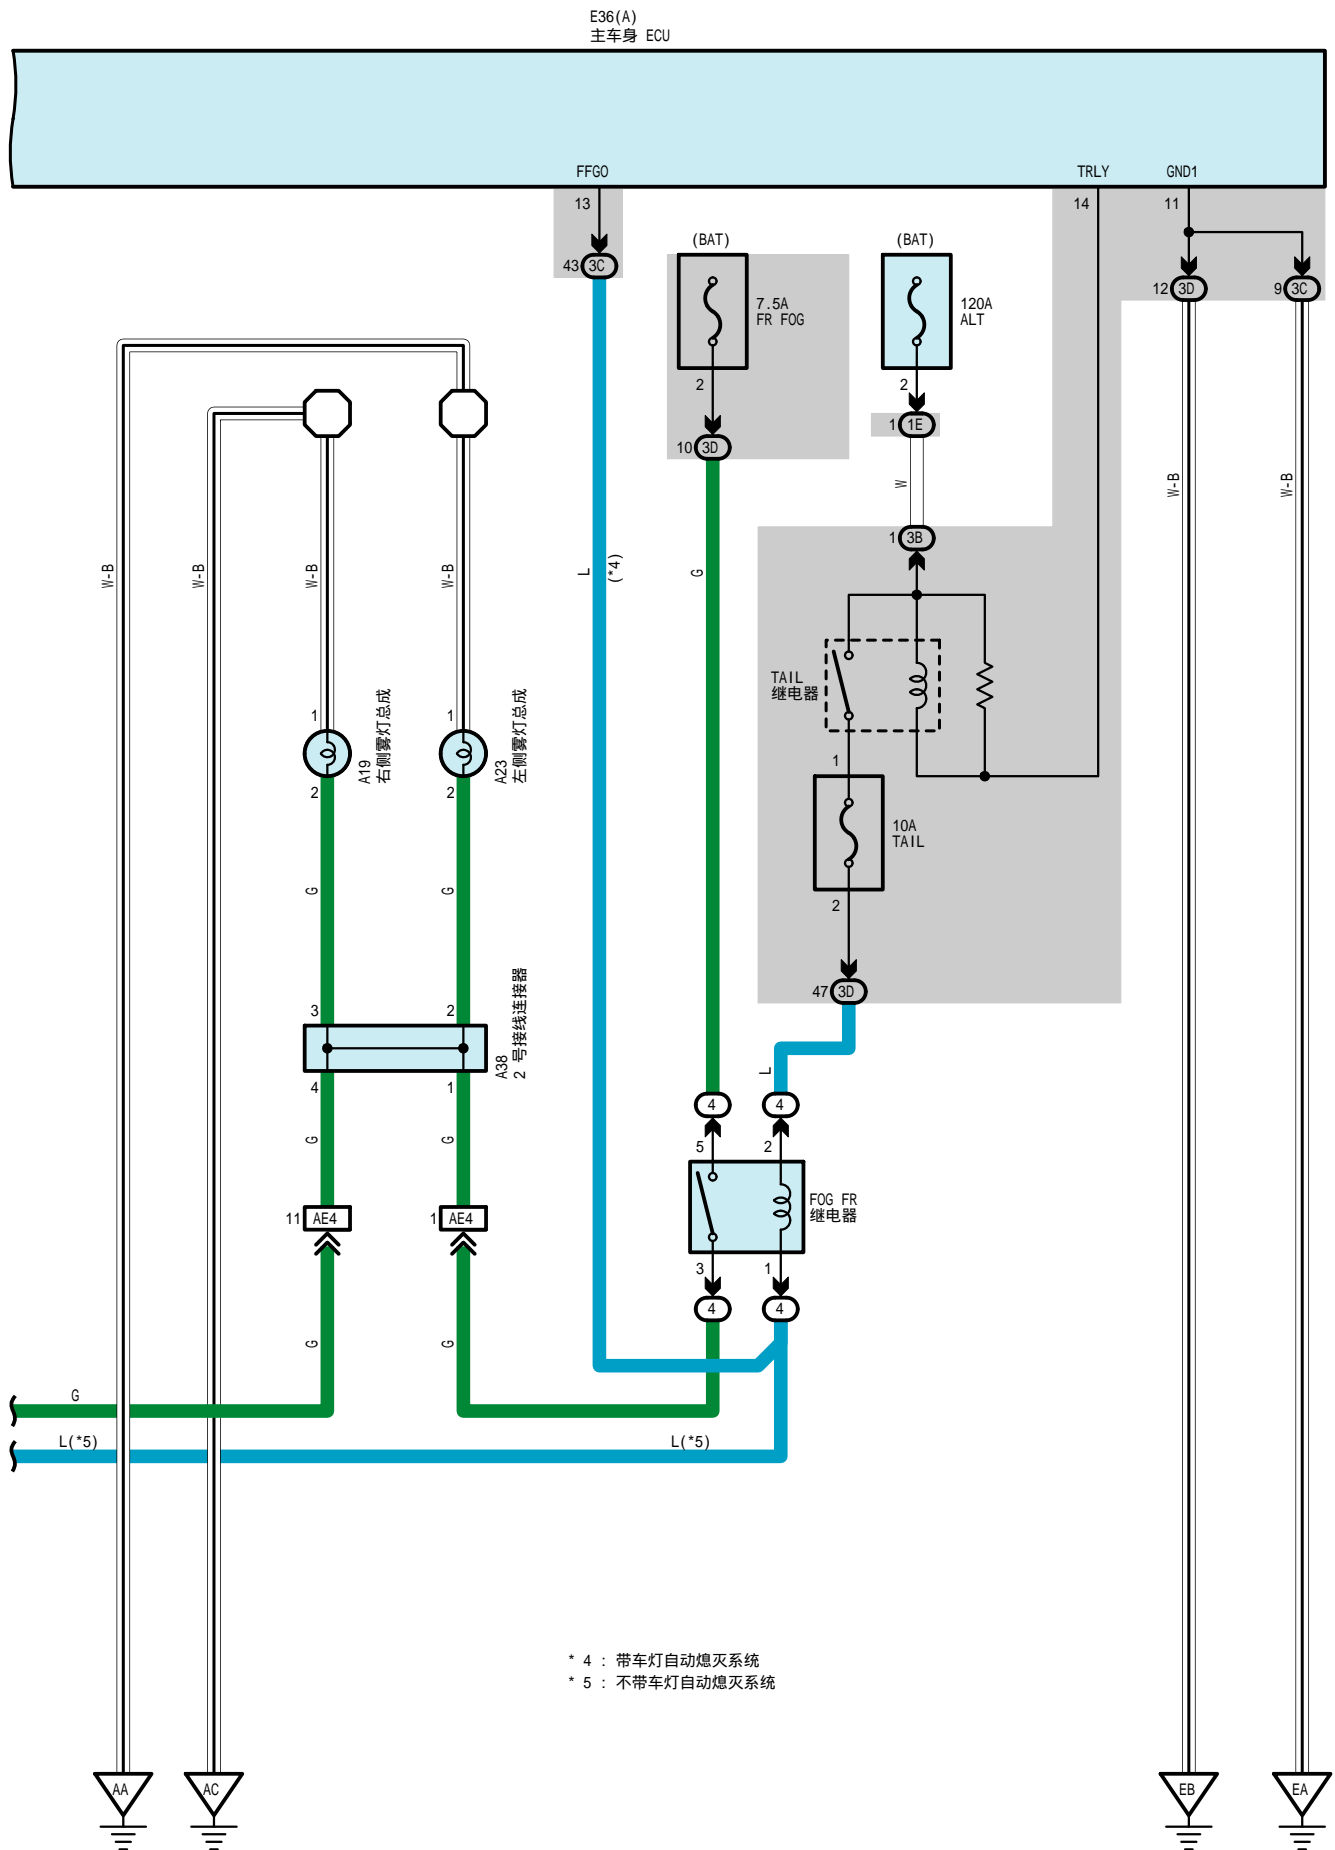 E36(A)
主车身 ECU
FFGO
TRLY
GND1
13
14
11
43
3C
(BAT)
(BAT)
12
3D
9
3C
7.5A
FR FOG
120A
ALT
2
2
1
1E
10
3D
W
W-B
W-B
1
3B
W-B
W-B
W-B
W-B
L
(*4)
G
TAIL
继电器
1
1
A19
右侧雾灯总成
A23
左侧雾灯总成
2
2
1
10A
TAIL
G
G
2
3
2
47
3D
A38
2 号接线连接器
4
1
L
4
4
G
G
5
2
FOG FR
继电器
11
AE4
1
AE4
3
1
4
4
G
G
G
L(*5)
L(*5)
* 4 : 带车灯自动熄灭系统
* 5 : 不带车灯自动熄灭系统
AA
AC
EB
EA